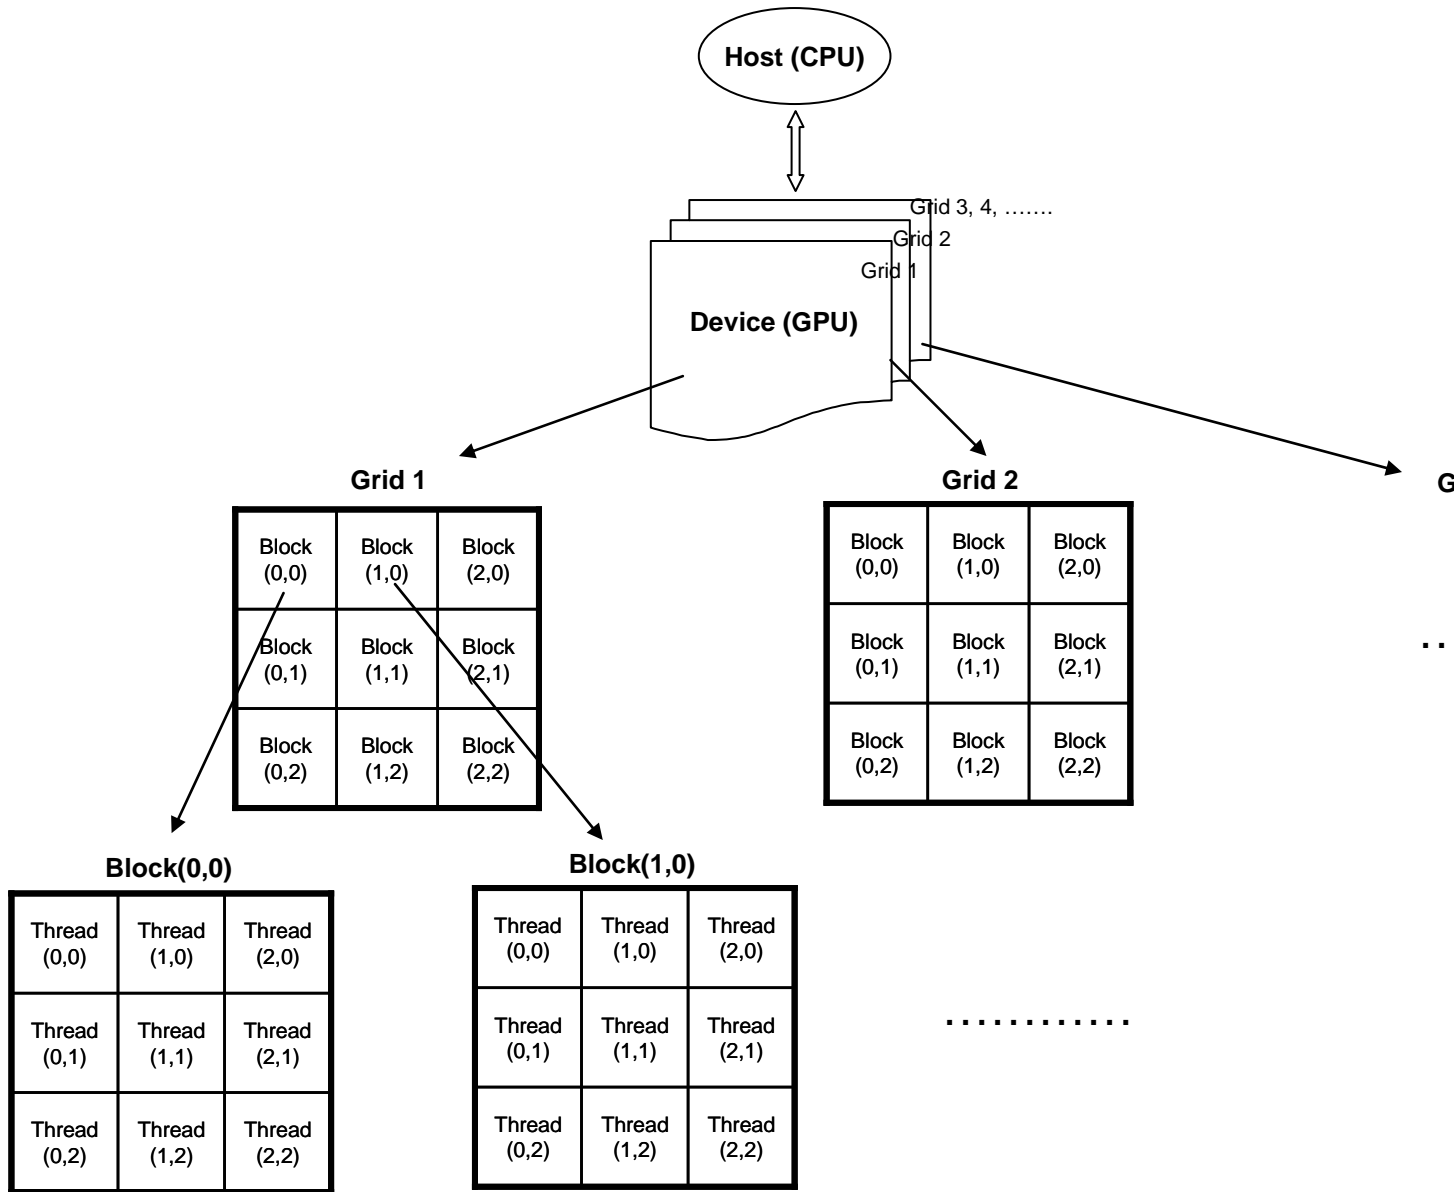 Host (CPU)
Grid 3, 4, .......
Grid 2
Grid 1
Device (GPU)
Grid 1
Grid 2
G
Block Block Block
(0,0) (1,0) (2,0)
Block Block Block
(0,1) (1,1) (2,1)
Block Block Block
(0,2) (1,2) (2,2)
Block Block Block
(0,0) (1,0) (2,0)
Block Block Block
(0,1) (1,1) (2,1)
Block Block Block
(0,2) (1,2) (2,2)
. .
Block(0,0)
Thread Thread Thread
(0,0) (1,0) (2,0)
Thread Thread Thread
(0,1) (1,1) (2,1)
Thread Thread Thread
(0,2) (1,2) (2,2)
Block(1,0)
Thread Thread Thread
(0,0) (1,0) (2,0)
Thread Thread Thread
(0,1) (1,1) (2,1)
Thread Thread Thread
(0,2) (1,2) (2,2)
. . . . . . . . . . . .